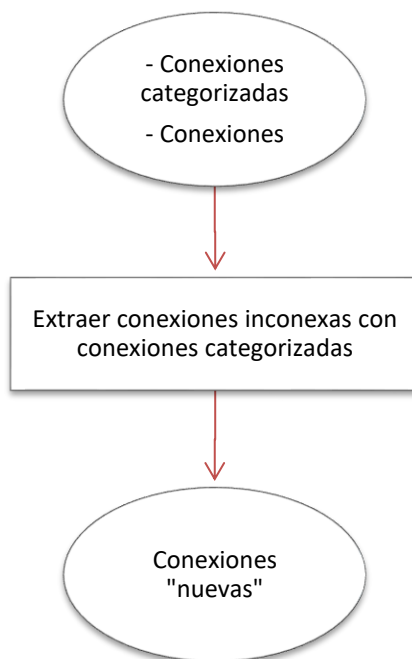 - Conexiones
categorizadas
- Conexiones
Extraer conexiones inconexas con
conexiones categorizadas
Conexiones
"nuevas"